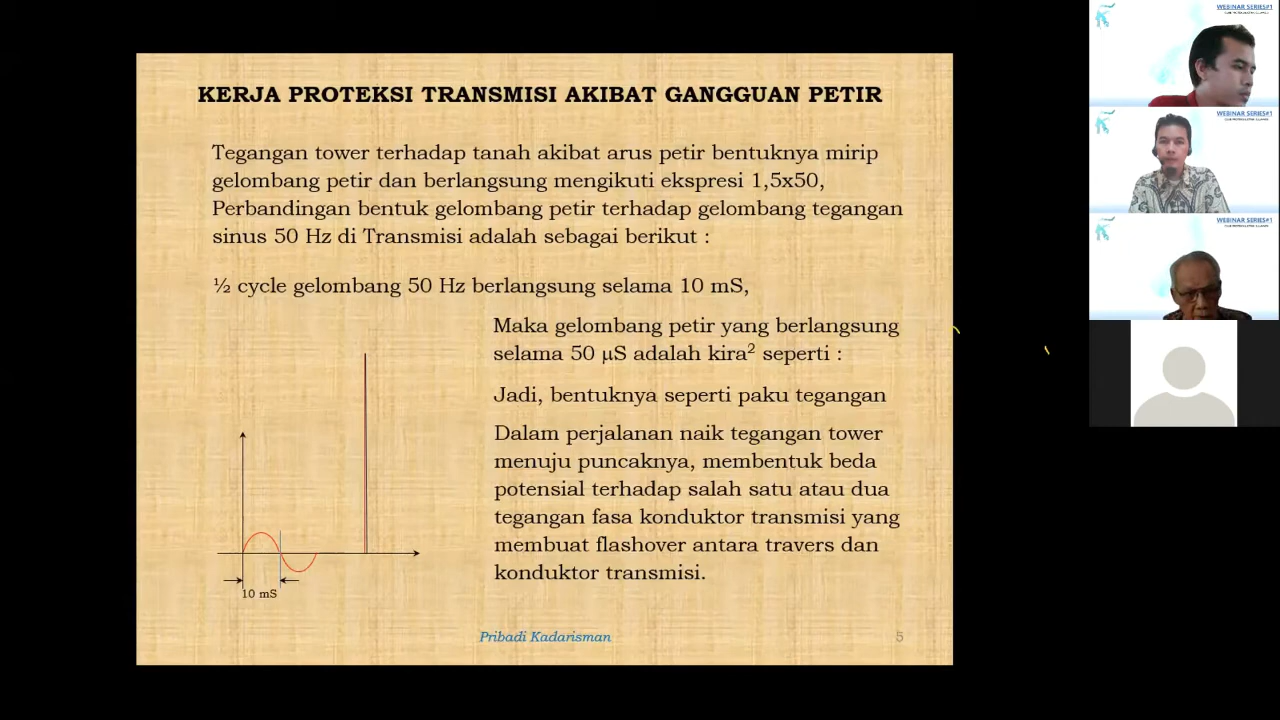 KERJA PROTEKSI TRANSMISI AKIBAT GANGGUAN PETIR
Tegangan tower terhadap tanah akibat arus petir bentuknya mirip
gelombang petir dan berlangsung mengikuti ekspresi 1,5x50,
Perbandingan bentuk gelombang petir terhadap gelombang tegangan
sinus 50 Hz di Transmisi adalah sebagai berikut :
½ cycle gelombang 50 Hz berlangsung selama 10 mS,
Maka gelombang petir yang berlangsung
selama 50 µS adalah kira² seperti :
Jadi, bentuknya seperti paku tegangan
Dalam perjalanan naik tegangan tower
menuju puncaknya, membentuk beda
potensial terhadap salah satu atau dua
tegangan fasa konduktor transmisi yang
membuat flashover antara travers dan
konduktor transmisi.
10 mS
Pribadi Kadarisman
5
WEBINAR SERIES#1
WEBINAR SERIES#1
WEBINAR SERIES#1